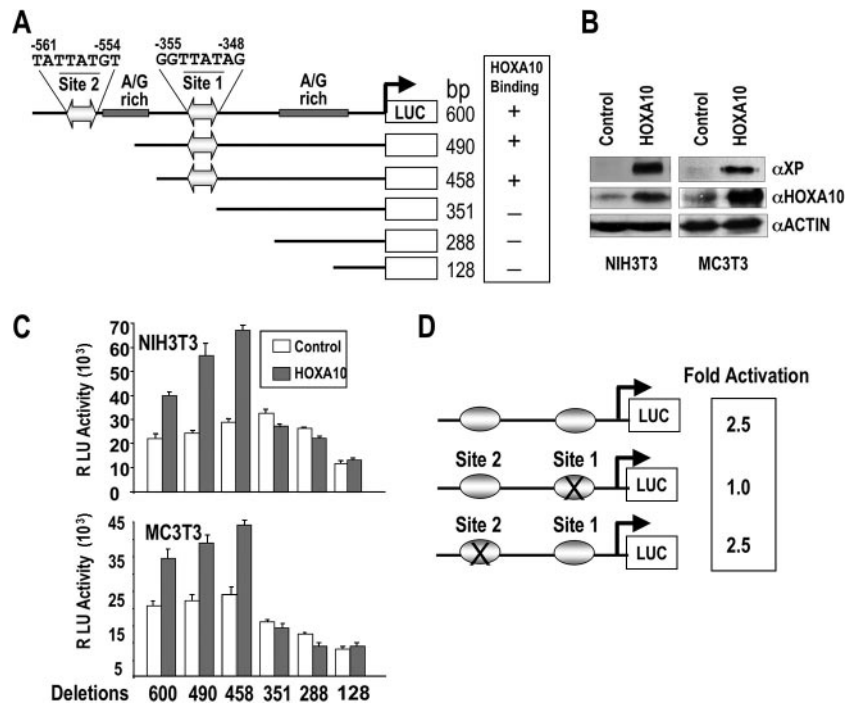 A
-561 -554 -355 -348
TATTATGT GGTTATAG
Site 2 A/G rich Site 1 A/G rich
bp HOXA10 Binding
LUC 600 +
490 +
458 +
351 –
288 –
128 –
B
Control HOXA10 Control HOXA10
αXP
αHOXA10
αACTIN
NIH3T3 MC3T3
C
NIH3T3
Control
HOXA10
R LU Activity (10³)
70
60
50
40
30
20
10
0
MC3T3
R LU Activity (10³)
45
35
25
15
5
Deletions 600 490 458 351 288 128
D
Fold Activation
LUC 2.5
Site 2 Site 1
X LUC 1.0
Site 2 Site 1
X LUC 2.5